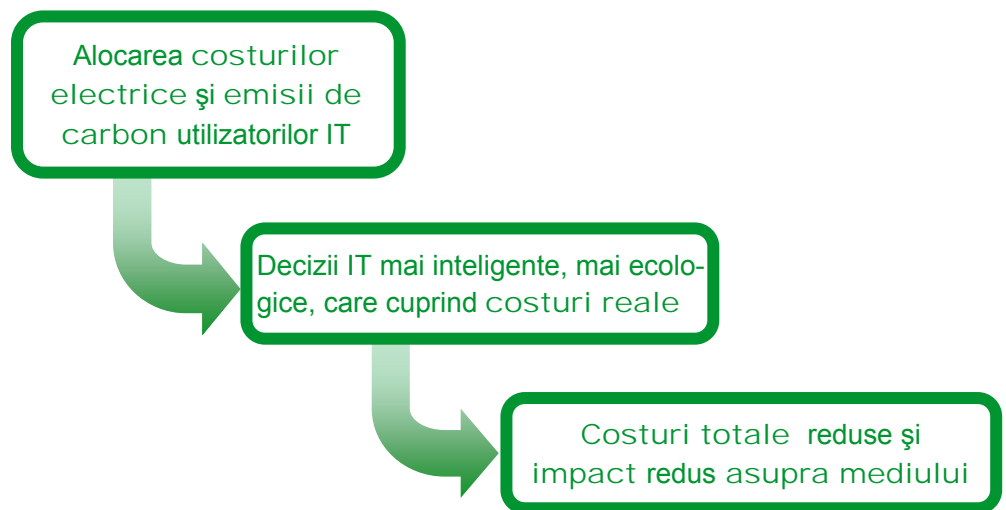 Alocarea costurilor
electrice şi emisii de
carbon utilizatorilor IT
Decizii IT mai inteligente, mai ecolo-
gice, care cuprind costuri reale
Costuri totale reduse şi
impact redus asupra mediului